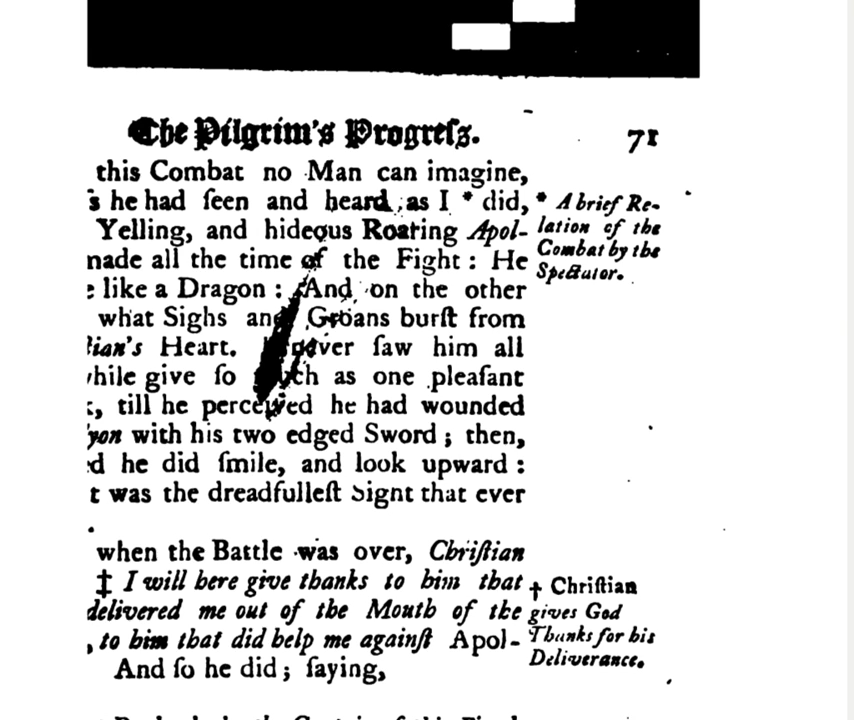 The Pilgrim's Progreſs. 71
this Combat no Man can imagine,
he had ſeen and heard as I * did,
Yelling, and hideous Roaring Apol-
all the time of the Fight: He
like a Dragon: And on the other
what Sighs and Groans burſt from
Heart. never ſaw him all
give ſo as one pleaſant
till he perceived he had wounded
with his two edged Sword; then,
he did ſmile, and look upward:
was the dreadfulleſt Signt that ever
when the Battle was over, Chriſtian
‡ I will here give thanks to him that
delivered me out of the Mouth of the
, to him that did help me againſt Apol-
And ſo he did; ſaying,
* A brief Re-
lation of the
Combat by the
Spectator.
† Chriſtian
gives God
Thanks for his
Deliverance.